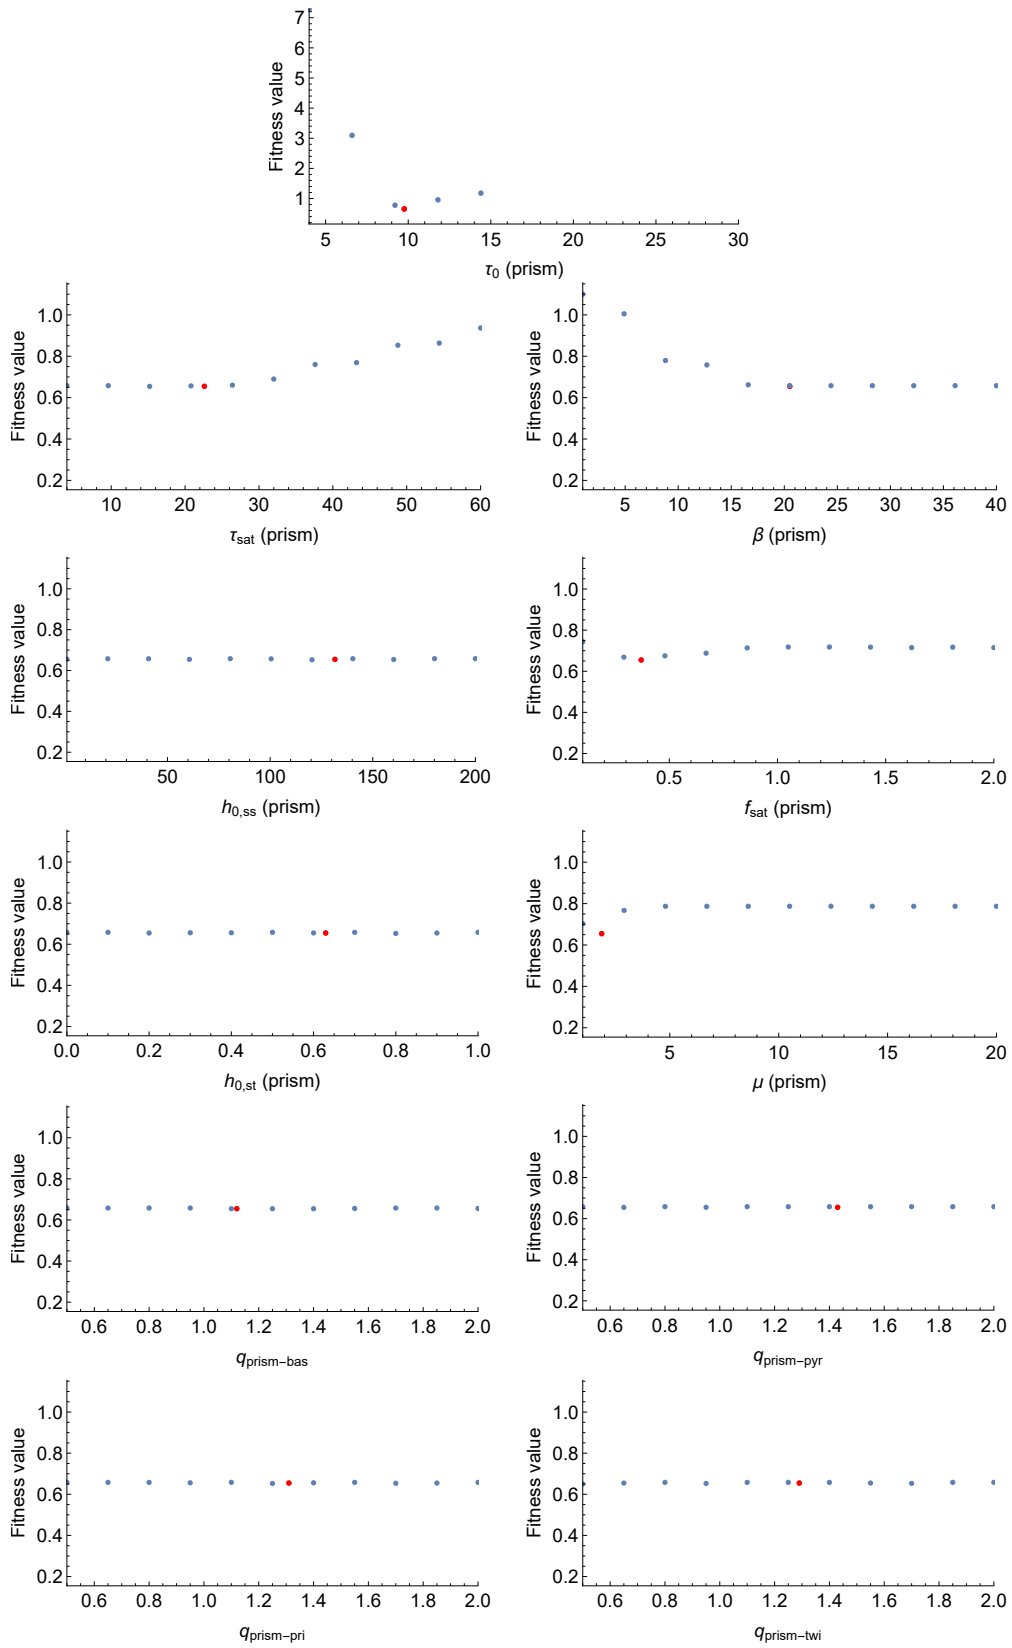 7
6
5
4
3
2
1
Fitness value
5 10 15 20 25 30
τ0 (prism)
1.0
0.8
0.6
0.4
0.2
Fitness value
10 20 30 40 50 60
τsat (prism)
1.0
0.8
0.6
0.4
0.2
Fitness value
5 10 15 20 25 30 35 40
β (prism)
1.0
0.8
0.6
0.4
0.2
Fitness value
50 100 150 200
h0,ss (prism)
1.0
0.8
0.6
0.4
0.2
Fitness value
0.5 1.0 1.5 2.0
fsat (prism)
1.0
0.8
0.6
0.4
0.2
Fitness value
0.0 0.2 0.4 0.6 0.8 1.0
h0,st (prism)
1.0
0.8
0.6
0.4
0.2
Fitness value
5 10 15 20
μ (prism)
1.0
0.8
0.6
0.4
0.2
Fitness value
0.6 0.8 1.0 1.2 1.4 1.6 1.8 2.0
qprism−bas
1.0
0.8
0.6
0.4
0.2
Fitness value
0.6 0.8 1.0 1.2 1.4 1.6 1.8 2.0
qprism−pyr
1.0
0.8
0.6
0.4
0.2
Fitness value
0.6 0.8 1.0 1.2 1.4 1.6 1.8 2.0
qprism−pri
1.0
0.8
0.6
0.4
0.2
Fitness value
0.6 0.8 1.0 1.2 1.4 1.6 1.8 2.0
qprism−twi